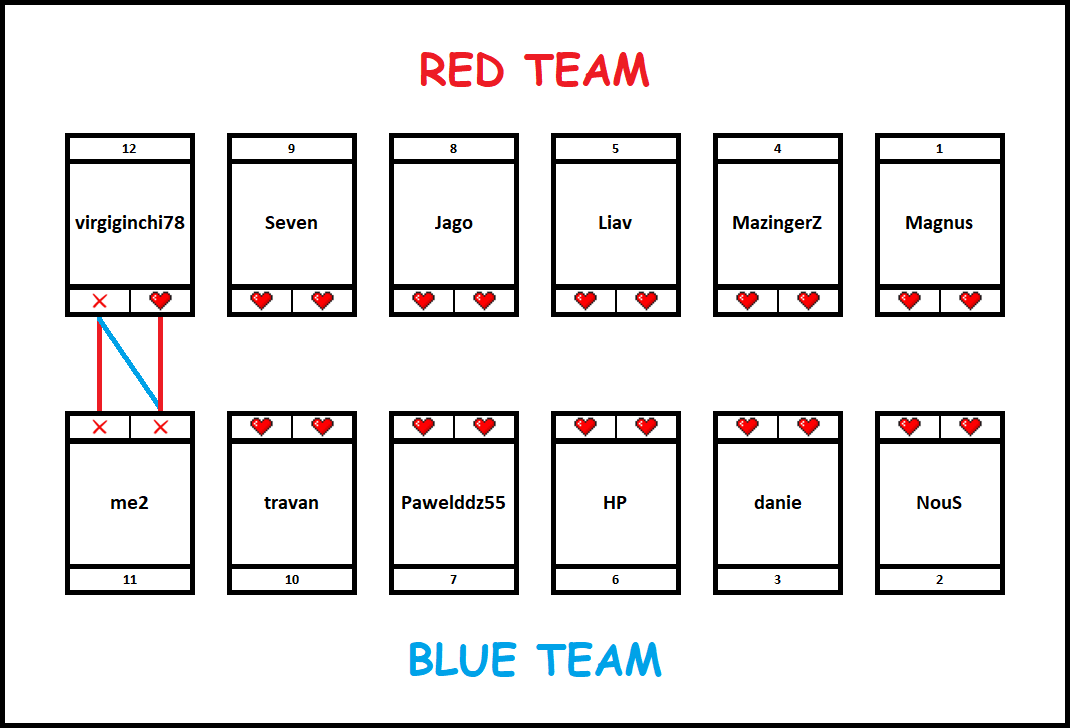 RED TEAM
12 9 8 5 4 1
virgiginchi78 Seven Jago Liav MazingerZ Magnus
me2 travan Pawelddz55 HP danie NouS
11 10 7 6 3 2
BLUE TEAM